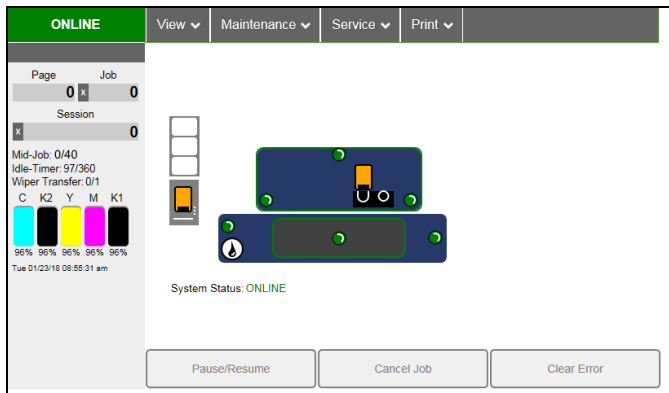 ONLINE View Maintenance Service Print
Page Job
0 x 0
Session
x 0
Mid-Job: 0/40
Idle-Timer: 97/360
Wiper Transfer: 0/1
C K2 Y M K1
96% 96% 96% 96% 96%
Tue 01/23/18 08:55:31 am
System Status: ONLINE
Pause/Resume Cancel Job Clear Error